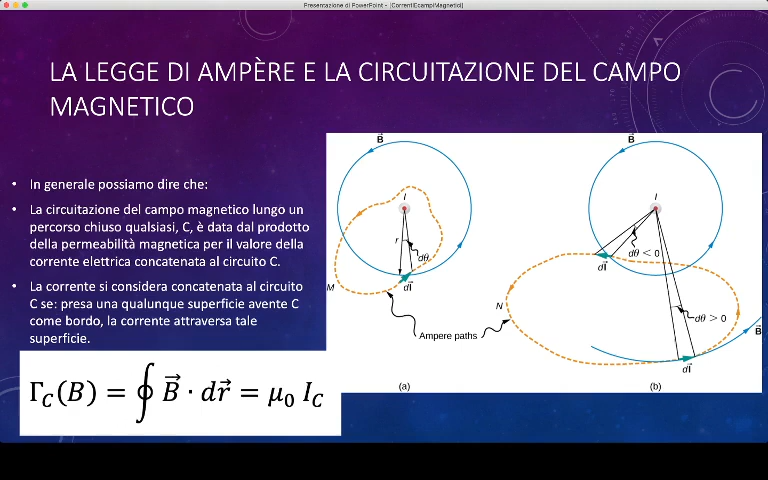 Presentazione di PowerPoint - [CorrentiEcampiMagnetici]
LA LEGGE DI AMPÈRE E LA CIRCUITAZIONE DEL CAMPO
MAGNETICO
• In generale possiamo dire che:
• La circuitazione del campo magnetico lungo un
percorso chiuso qualsiasi, C, è data dal prodotto
della permeabilità magnetica per il valore della
corrente elettrica concatenata al circuito C.
• La corrente si considera concatenata al circuito
C se: presa una qualunque superficie avente C
come bordo, la corrente attraversa tale
superficie.
Γ_C(B) = ∮ B⃗ · dr⃗ = μ₀ I_C
B⃗
I
r
dθ
M
dl⃗
Ampere paths
(a)
B⃗
I
dθ < 0
dl⃗
N
dθ > 0
B⃗
dl⃗
(b)